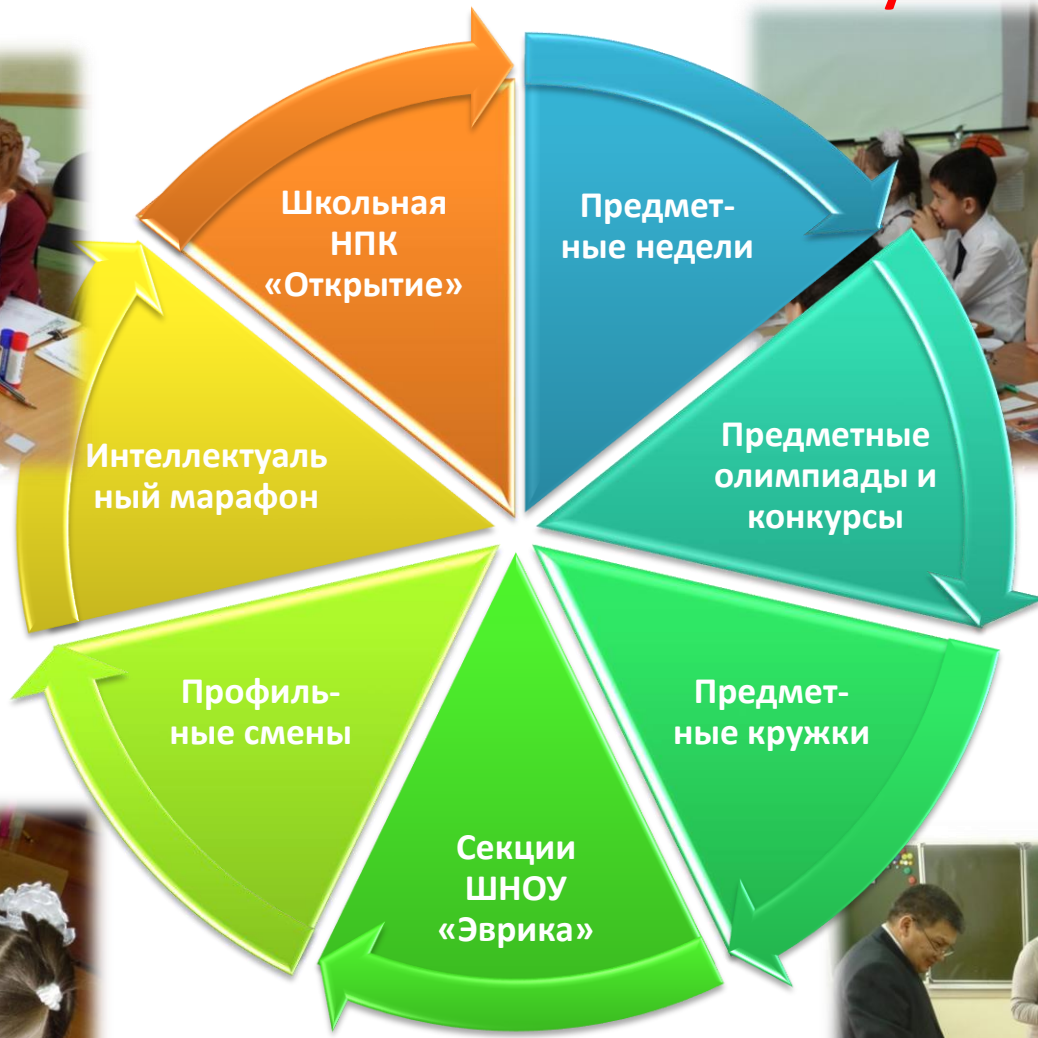 Школьная
НПК
«Открытие»
Предмет-
ные недели
Предметные
олимпиады и
конкурсы
Предмет-
ные кружки
Секции
ШНОУ
«Эврика»
Профиль-
ные смены
Интеллектуаль
ный марафон